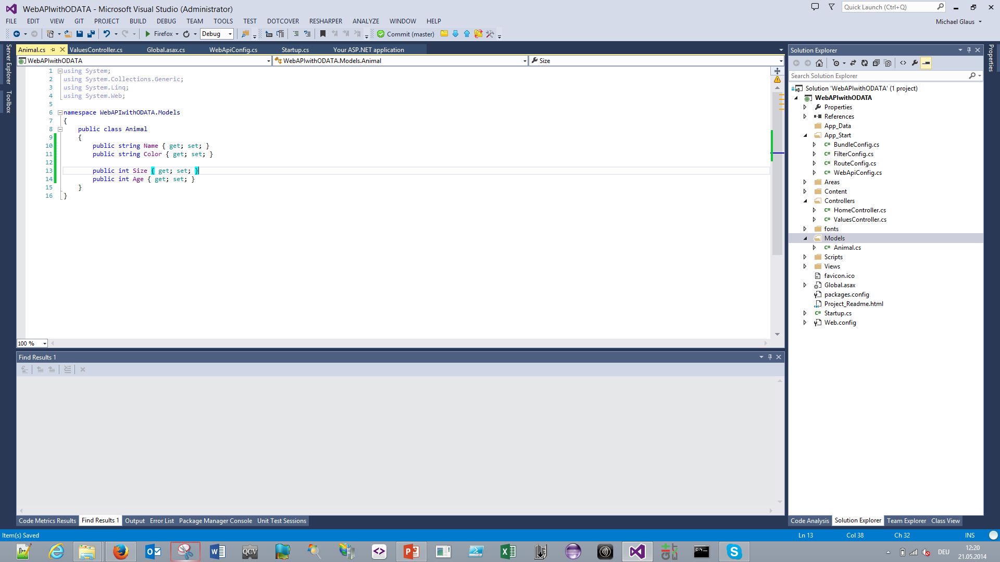 WebAPIwithODATA - Microsoft Visual Studio (Administrator)
Quick Launch (Ctrl+Q)
FILE EDIT VIEW GIT PROJECT BUILD DEBUG TEAM TOOLS TEST DOTCOVER RESHARPER ANALYZE WINDOW HELP
Michael Glaus
Firefox Debug Commit (master)
Server Explorer
Toolbox
Animal.cs ValuesController.cs Global.asax.cs WebApiConfig.cs Startup.cs Your ASP.NET application
WebAPIwithODATA WebAPIwithODATA.Models.Animal Size
1 using System;
2 using System.Collections.Generic;
3 using System.Linq;
4 using System.Web;
5
6 namespace WebAPIwithODATA.Models
7 {
8 public class Animal
9 {
10 public string Name { get; set; }
11 public string Color { get; set; }
12
13 public int Size { get; set; }
14 public int Age { get; set; }
15 }
16 }
100 %
Find Results 1
Code Metrics Results Find Results 1 Output Error List Package Manager Console Unit Test Sessions
Solution Explorer
Search Solution Explorer
Solution 'WebAPIwithODATA' (1 project)
WebAPIwithODATA
Properties
References
App_Data
App_Start
BundleConfig.cs
FilterConfig.cs
RouteConfig.cs
WebApiConfig.cs
Areas
Content
Controllers
HomeController.cs
ValuesController.cs
fonts
Models
Animal.cs
Scripts
Views
favicon.ico
Global.asax
packages.config
Project_Readme.html
Startup.cs
Web.config
Code Analysis Solution Explorer Team Explorer Class View
Properties
Item(s) Saved Ln 13 Col 38 Ch 32 INS
QCV
DEU
12:20
21.05.2014